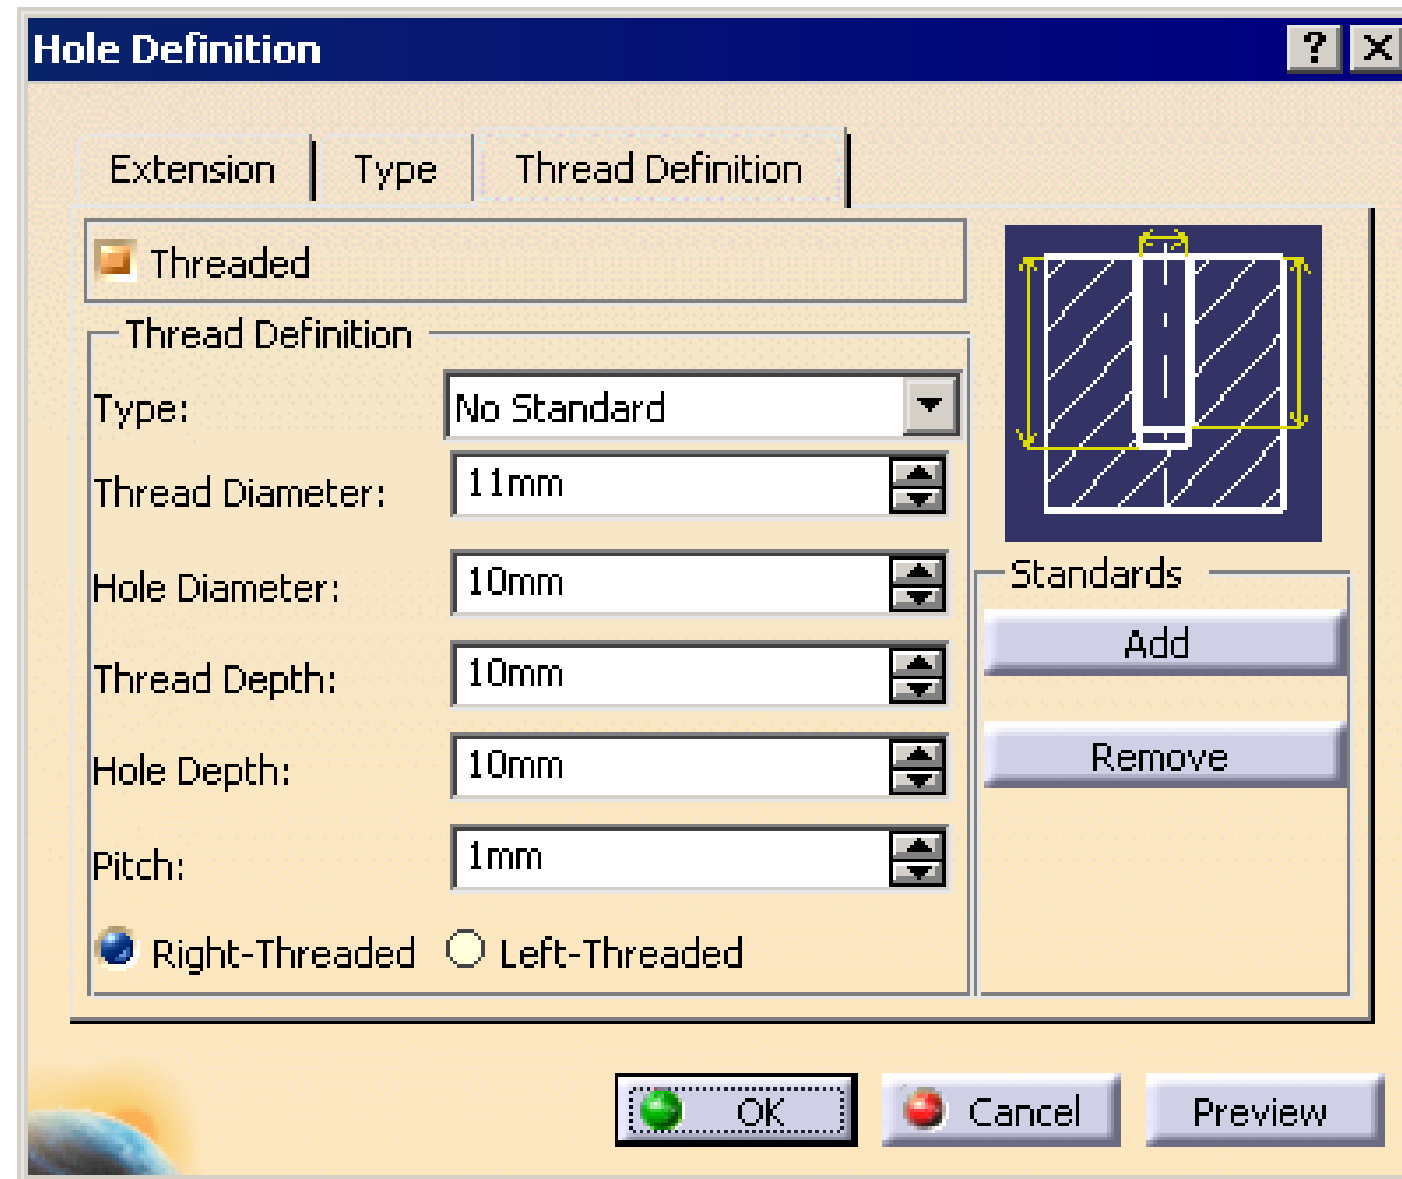 Hole Definition
?
X
Extension
Type
Thread Definition
Threaded
Thread Definition
Type:
No Standard
Thread Diameter:
11mm
Hole Diameter:
10mm
Thread Depth:
10mm
Hole Depth:
10mm
Pitch:
1mm
Right-Threaded
Left-Threaded
Standards
Add
Remove
OK
Cancel
Preview